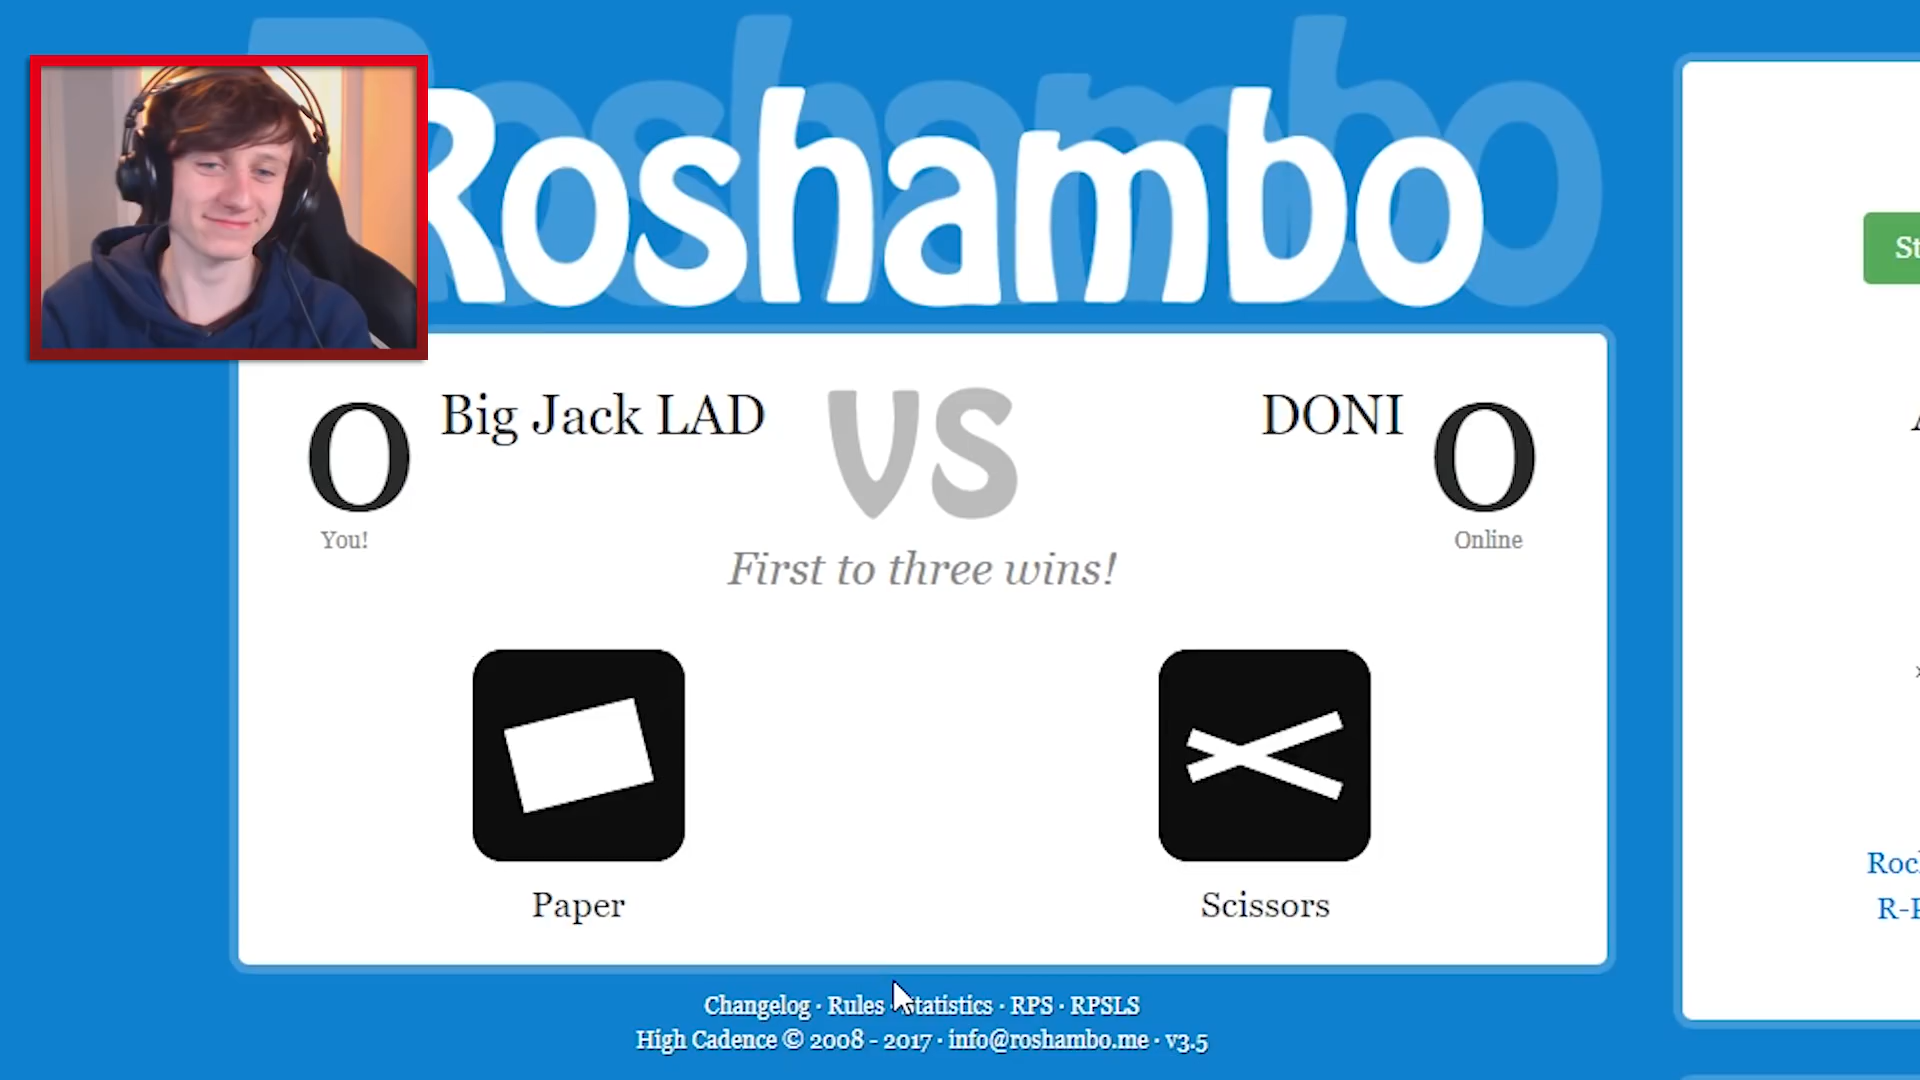 Roshambo
0 Big Jack LAD VS DONI 0
You! Online
First to three wins!
Paper Scissors
Changelog · Rules · Statistics · RPS · RPSLS
High Cadence © 2008 - 2017 · info@roshambo.me · v3.5